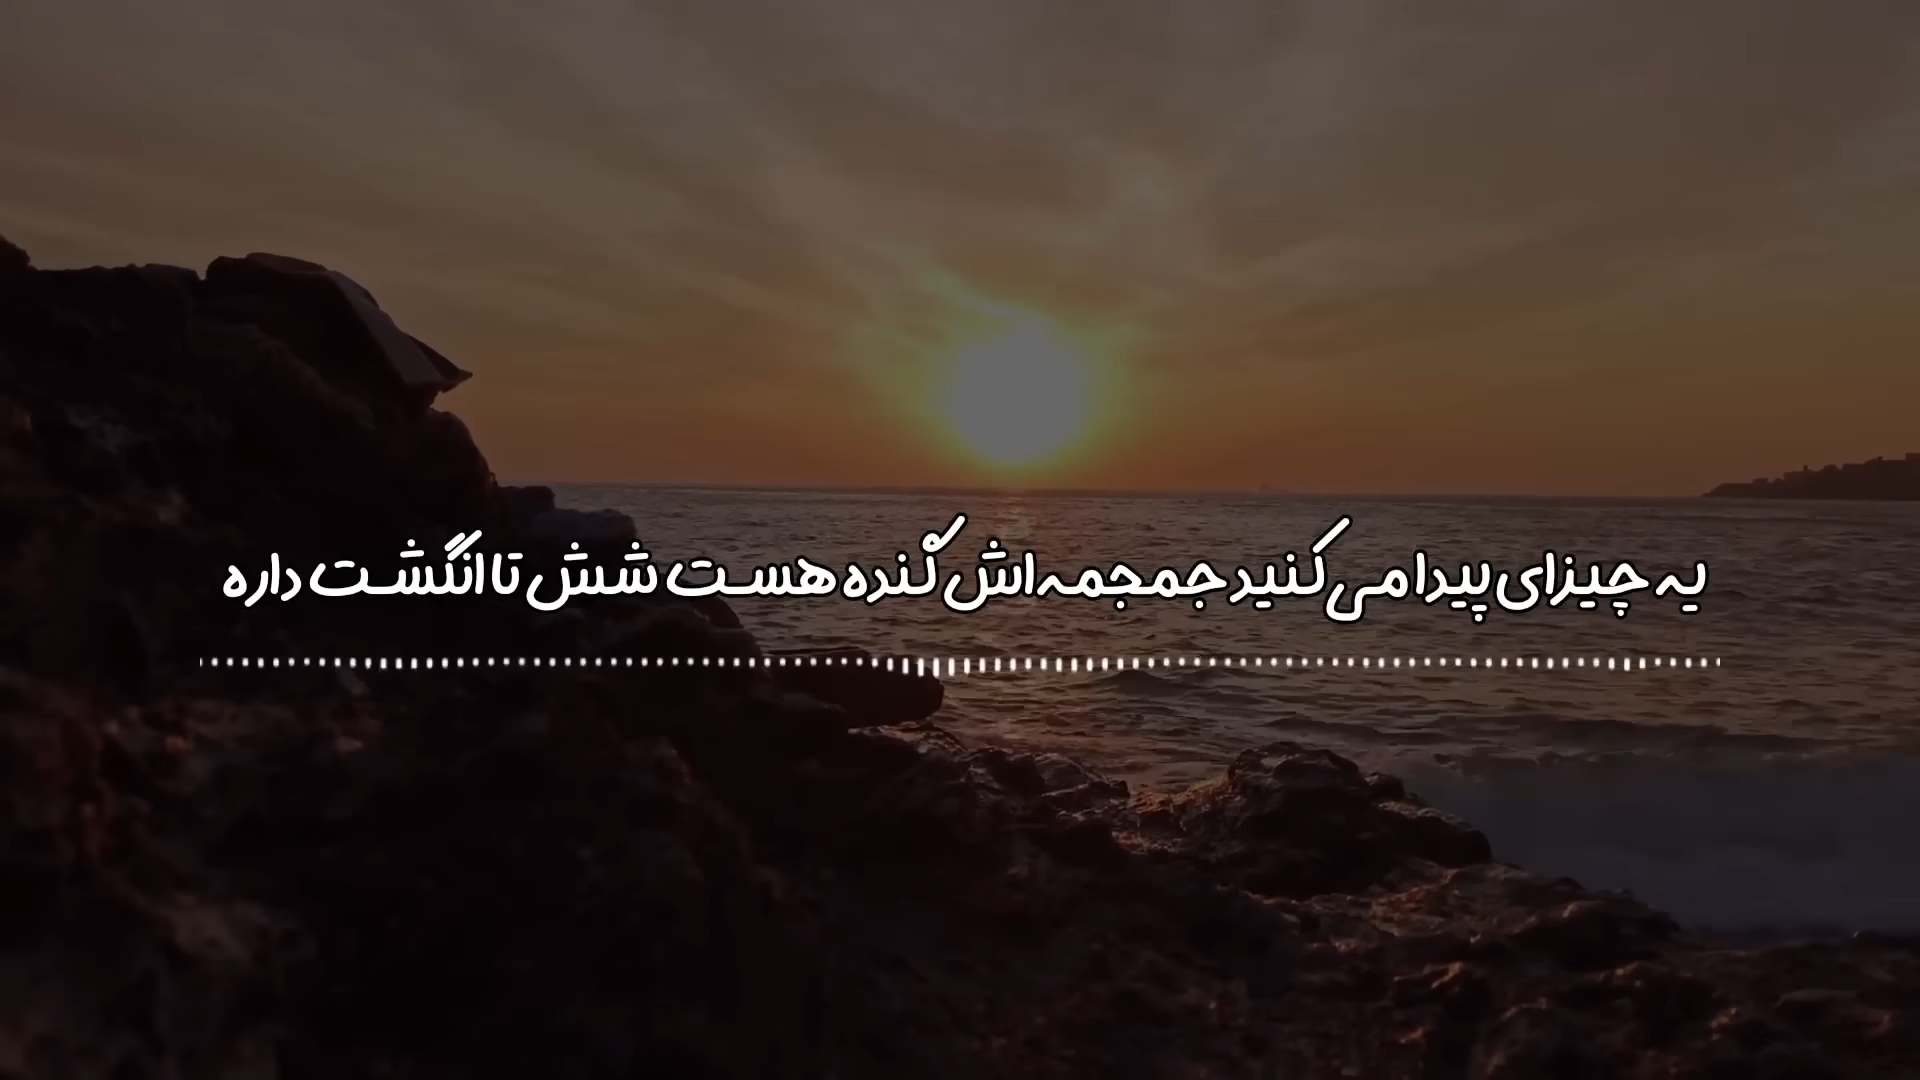 یه چیزای پیدا می‌کنید جمجمه‌اش گنده هست شش تا انگشت داره